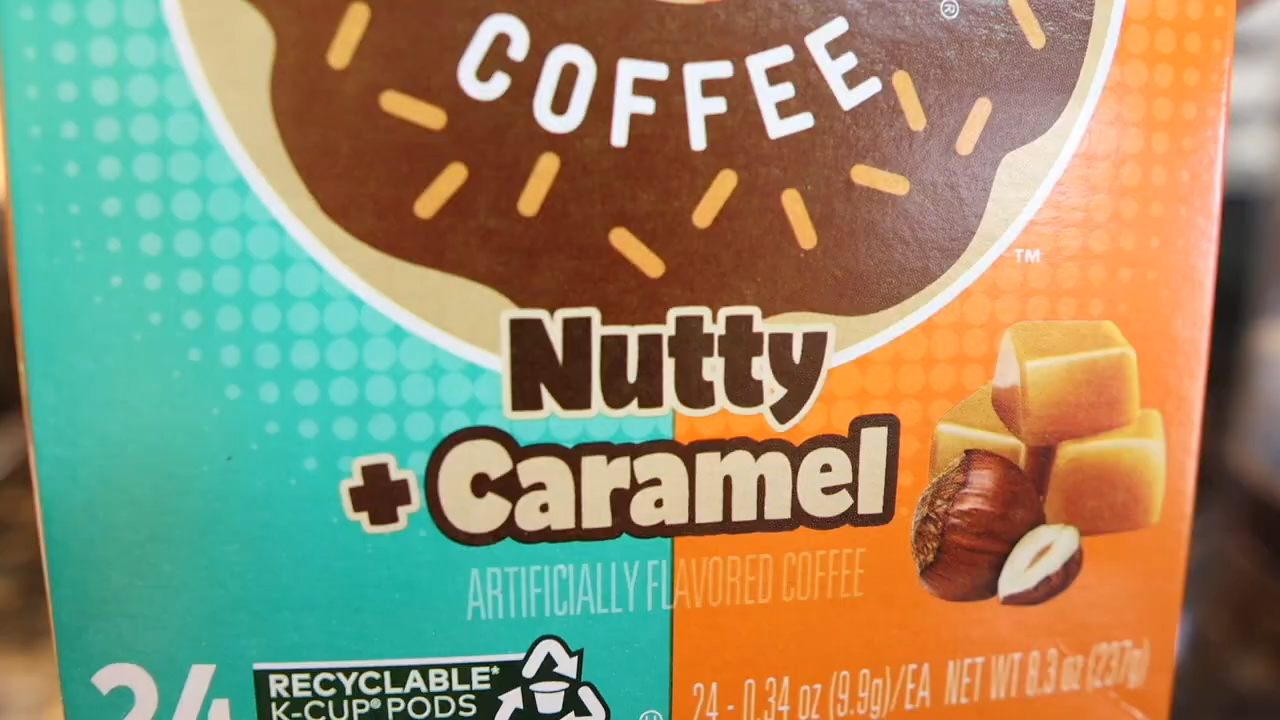 COFFEE®
™
Nutty
+Caramel
ARTIFICIALLY FLAVORED COFFEE
24
RECYCLABLE*
K-CUP® PODS
24 - 0.34 oz (9.9g)/EA NET WT 8.3 oz (237g)